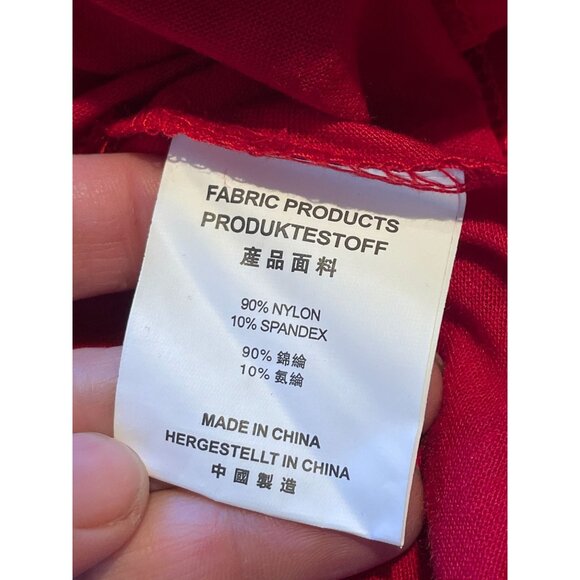 FABRIC PRODUCTS
PRODUKTESTOFF
産品面料
90% NYLON
10% SPANDEX
90% 錦綸
10% 氨綸
MADE IN CHINA
HERGESTELLT IN CHINA
中國製造